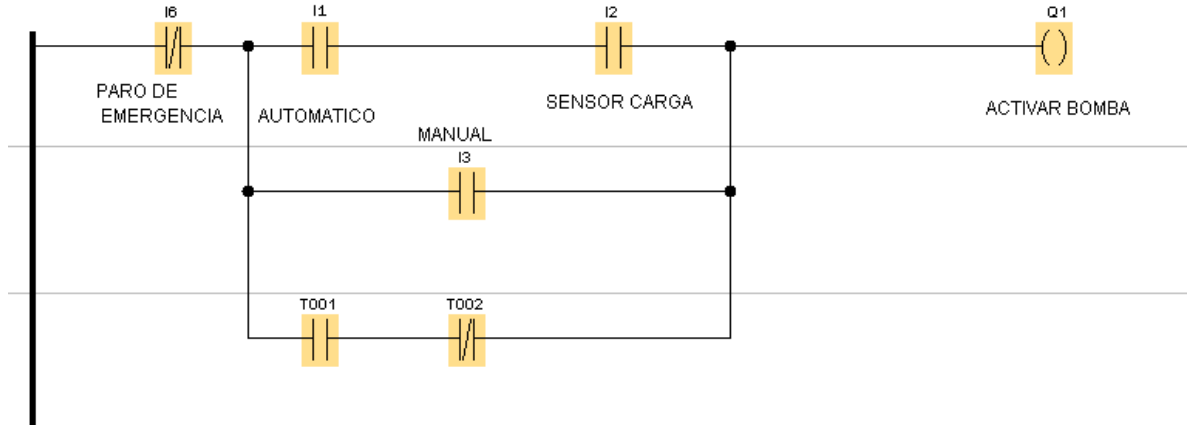 I6
I1
I2
Q1
PARO DE
EMERGENCIA
AUTOMATICO
SENSOR CARGA
ACTIVAR BOMBA
MANUAL
I3
T001
T002